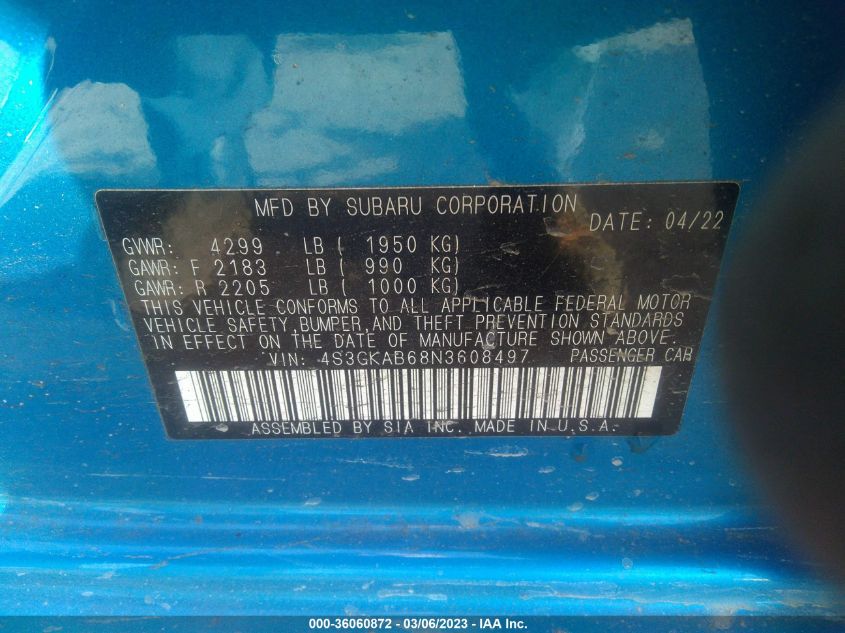 MFD BY SUBARU CORPORATION
DATE: 04/22
GVWR: 4299 LB ( 1950 KG)
GAWR: F 2183 LB ( 990 KG)
GAWR: R 2205 LB ( 1000 KG)
THIS VEHICLE CONFORMS TO ALL APPLICABLE FEDERAL MOTOR
VEHICLE SAFETY, BUMPER, AND THEFT PREVENTION STANDARDS
IN EFFECT ON THE DATE OF MANUFACTURE SHOWN ABOVE.
VIN: 4S3GKAB68N3608497 PASSENGER CAR
ASSEMBLED BY SIA INC. MADE IN U.S.A.
000-36060872 - 03/06/2023 - IAA Inc.